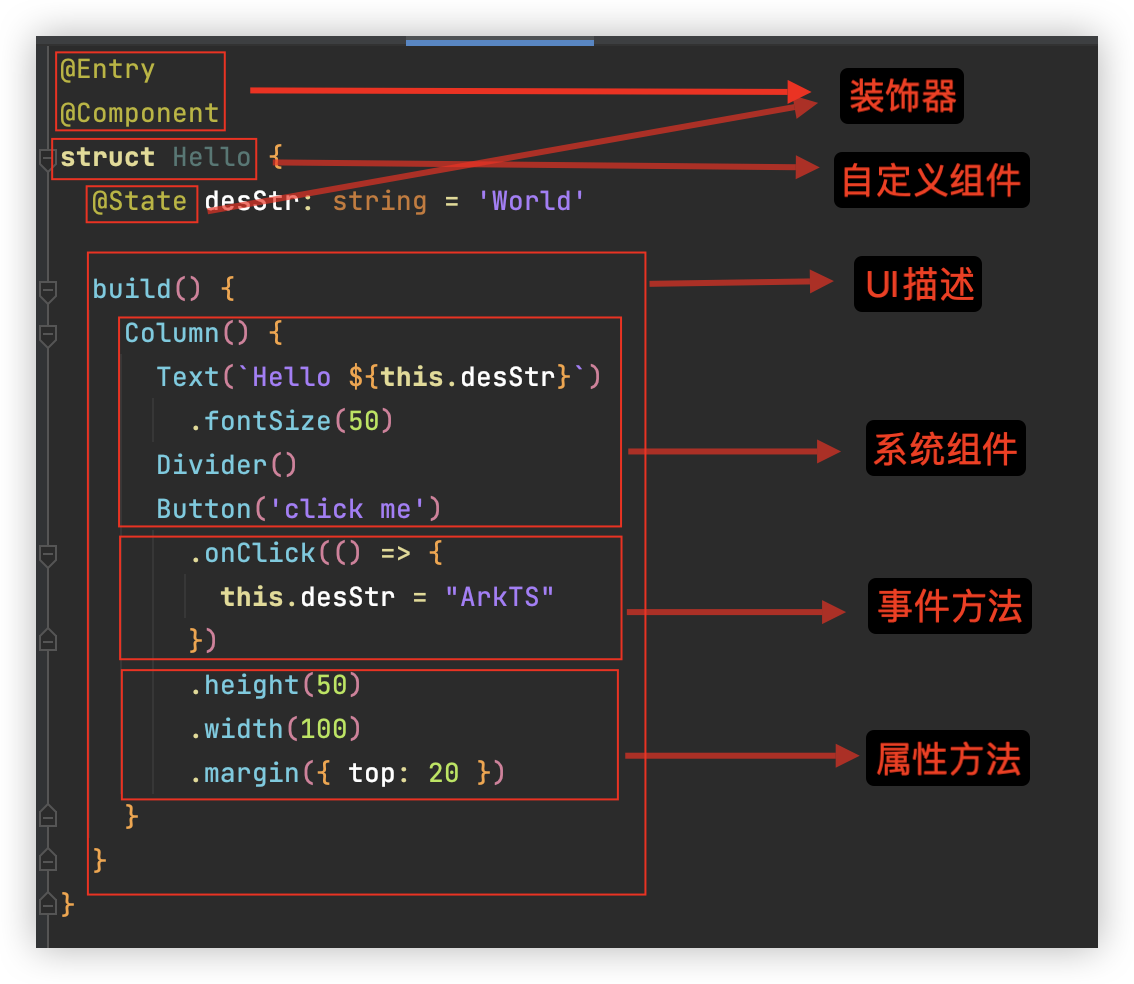 @Entry
@Component
装饰器
struct Hello {
自定义组件
@State desStr: string = 'World'
build() {
UI描述
Column() {
Text(`Hello ${this.desStr}`)
.fontSize(50)
系统组件
Divider()
Button('click me')
.onClick(() => {
this.desStr = "ArkTS"
事件方法
})
.height(50)
.width(100)
.margin({ top: 20 })
属性方法
}
}
}